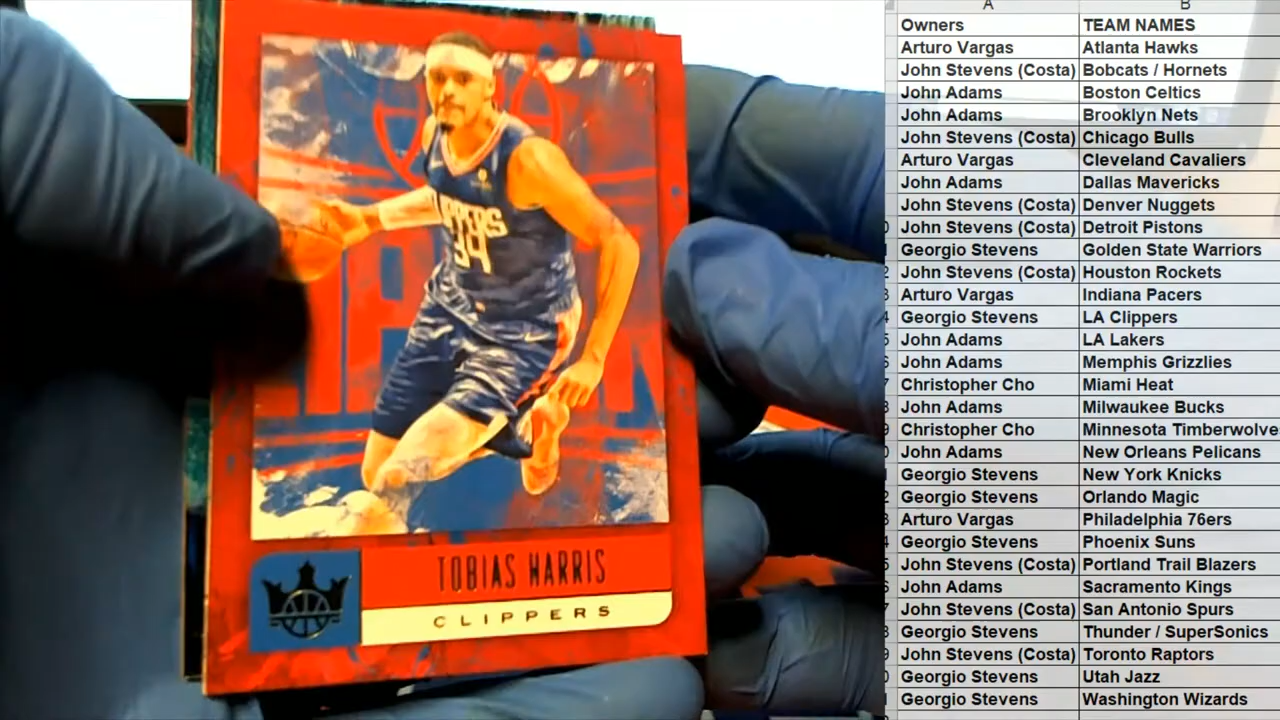 CLIPPERS
34
TOBIAS HARRIS
CLIPPERS
A B
Owners TEAM NAMES
Arturo Vargas Atlanta Hawks
John Stevens (Costa) Bobcats / Hornets
John Adams Boston Celtics
John Adams Brooklyn Nets
John Stevens (Costa) Chicago Bulls
Arturo Vargas Cleveland Cavaliers
John Adams Dallas Mavericks
John Stevens (Costa) Denver Nuggets
John Stevens (Costa) Detroit Pistons
Georgio Stevens Golden State Warriors
John Stevens (Costa) Houston Rockets
Arturo Vargas Indiana Pacers
Georgio Stevens LA Clippers
John Adams LA Lakers
John Adams Memphis Grizzlies
Christopher Cho Miami Heat
John Adams Milwaukee Bucks
Christopher Cho Minnesota Timberwolve
John Adams New Orleans Pelicans
Georgio Stevens New York Knicks
Georgio Stevens Orlando Magic
Arturo Vargas Philadelphia 76ers
Georgio Stevens Phoenix Suns
John Stevens (Costa) Portland Trail Blazers
John Adams Sacramento Kings
John Stevens (Costa) San Antonio Spurs
Georgio Stevens Thunder / SuperSonics
John Stevens (Costa) Toronto Raptors
Georgio Stevens Utah Jazz
Georgio Stevens Washington Wizards